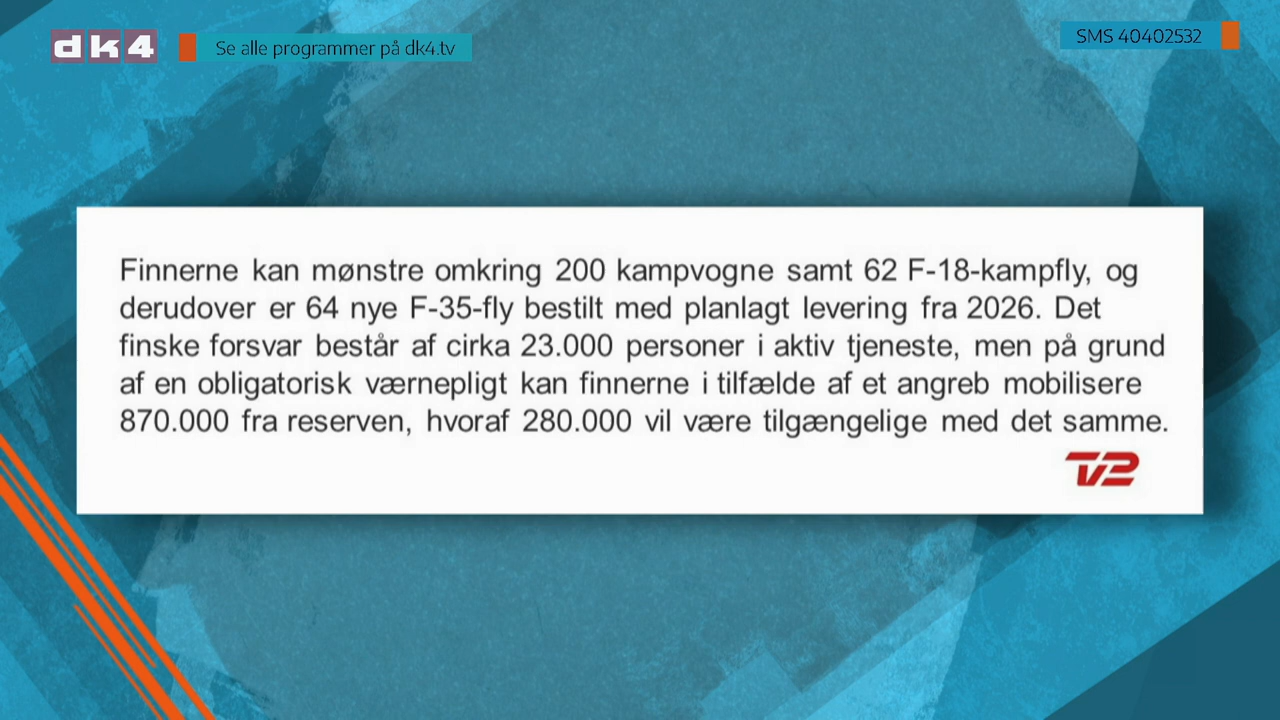 dk4
Se alle programmer på dk4.tv
SMS 40402532
Finnerne kan mønstre omkring 200 kampvogne samt 62 F-18-kampfly, og
derudover er 64 nye F-35-fly bestilt med planlagt levering fra 2026. Det
finske forsvar består af cirka 23.000 personer i aktiv tjeneste, men på grund
af en obligatorisk værnepligt kan finnerne i tilfælde af et angreb mobilisere
870.000 fra reserven, hvoraf 280.000 vil være tilgængelige med det samme.
TV2